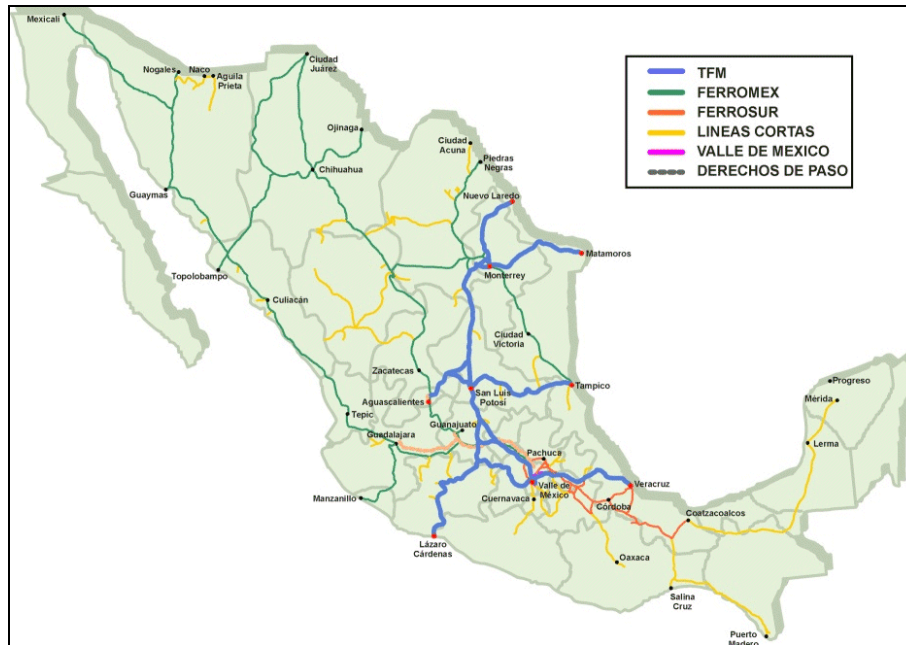 Mexicali
Nogales
Naco
Aguila
Prieta
Ciudad
Juárez
TFM
FERROMEX
FERROSUR
LINEAS CORTAS
VALLE DE MEXICO
DERECHOS DE PASO
Ojinaga
Ciudad
Acuna
Piedras
Negras
Chihuahua
Guaymas
Nuevo Laredo
Matamoros
Topolobampo
Monterrey
Culiacán
Ciudad
Victoria
Zacatecas
Tampico
Progreso
San Luis
Potosí
Aguascalientes
Mérida
Tepic
Guanajuato
Guadalajara
Lerma
Pachuca
Manzanillo
Valle de
México
Veracruz
Cuernavaca
Córdoba
Coatzacoalcos
Lázaro
Cárdenas
Oaxaca
Salina
Cruz
Puerto
Madero